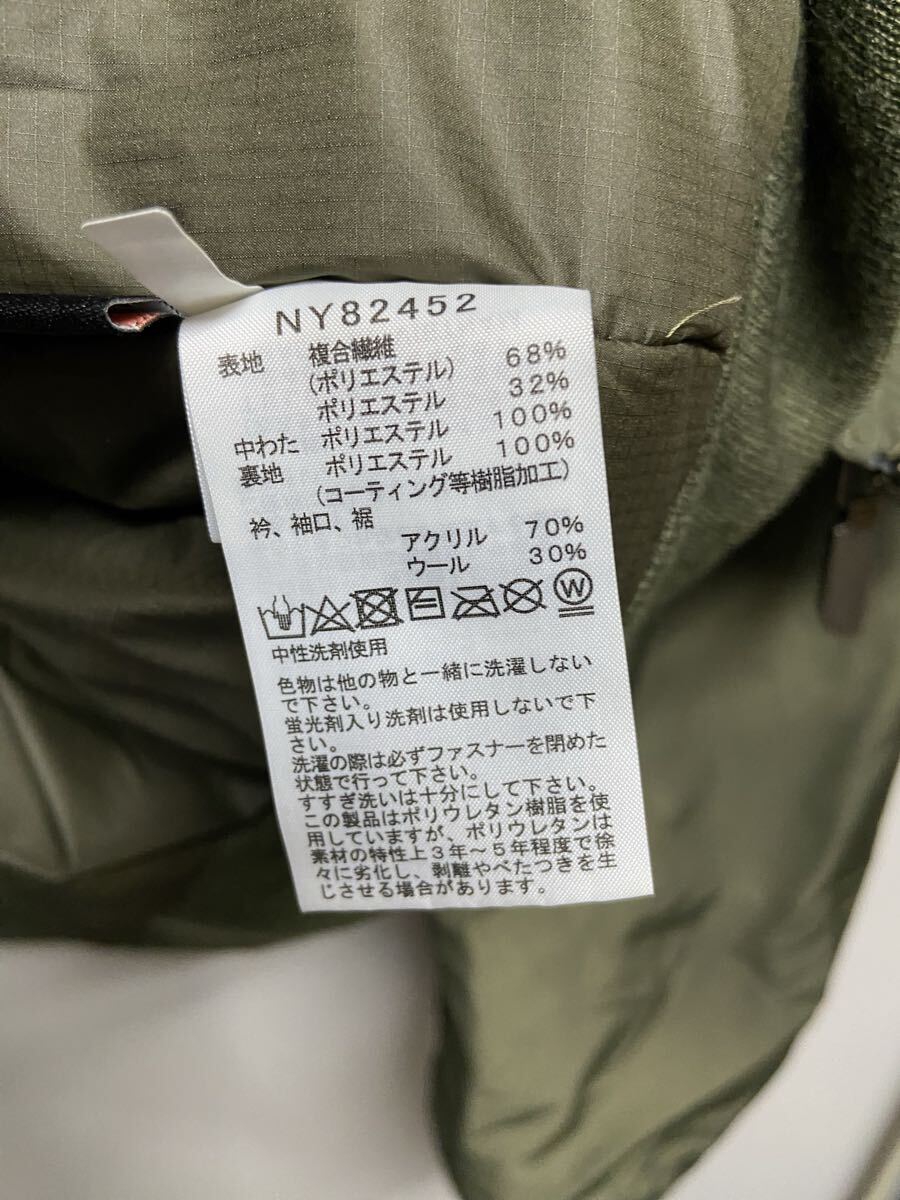 NY82452
表地 複合繊維 68%
(ポリエステル)
ポリエステル 32%
中わた ポリエステル 100%
裏地 ポリエステル 100%
(コーティング等樹脂加工)
衿、袖口、裾
アクリル 70%
ウール 30%
W
中性洗剤使用
色物は他の物と一緒に洗濯しない
で下さい。
蛍光剤入り洗剤は使用しないで下
さい。
洗濯の際は必ずファスナーを閉めた
状態で行って下さい。
すすぎ洗いは十分にして下さい。
この製品はポリウレタン樹脂を使
用していますが、ポリウレタンは
素材の特性上3年～5年程度で徐
々に劣化し、剥離やべたつきを生
じさせる場合があります。